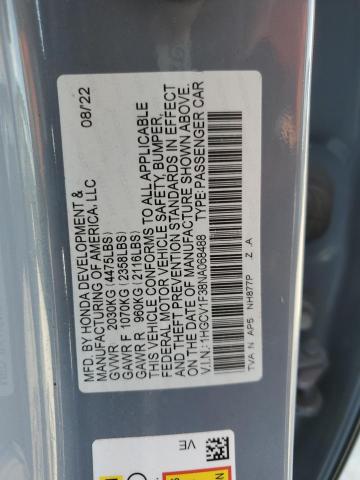 MFD. BY HONDA DEVELOPMENT & 08/22
MANUFACTURING OF AMERICA, LLC
GVWR 2030KG (4475LBS)
GAWR F 1070KG (2358LBS)
GAWR R 960KG (2116LBS)
THIS VEHICLE CONFORMS TO ALL APPLICABLE
FEDERAL MOTOR VEHICLE SAFETY, BUMPER,
AND THEFT PREVENTION STANDARDS IN EFFECT
ON THE DATE OF MANUFACTURE SHOWN ABOVE.
V.I.N.: 1HGCV1F38NA068488 TYPE: PASSENGER CAR
TVA N AP5 NH877P Z A
VE